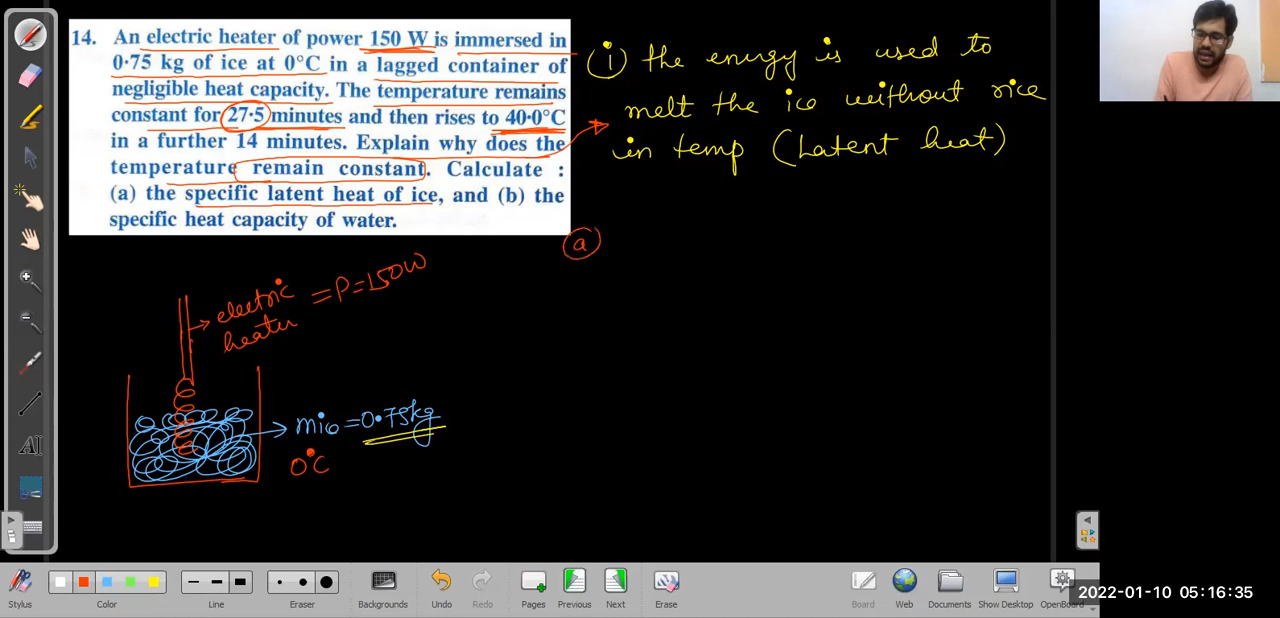 14. An electric heater of power 150 W is immersed in
0·75 kg of ice at 0°C in a lagged container of
negligible heat capacity. The temperature remains
constant for 27·5 minutes and then rises to 40·0°C
in a further 14 minutes. Explain why does the
temperature remain constant. Calculate :
(a) the specific latent heat of ice, and (b) the
specific heat capacity of water.
(i) the energy is used to
melt the ice without rice
in temp (Latent heat)
(a)
electric
heater
= P = 150W
= 0.75kg
0°C
Stylus
Color
Line
Eraser
Backgrounds
Undo
Redo
Pages
Previous
Next
Erase
Board
Web
Documents
Show Desktop
OpenBoard
2022-01-10 05:16:35